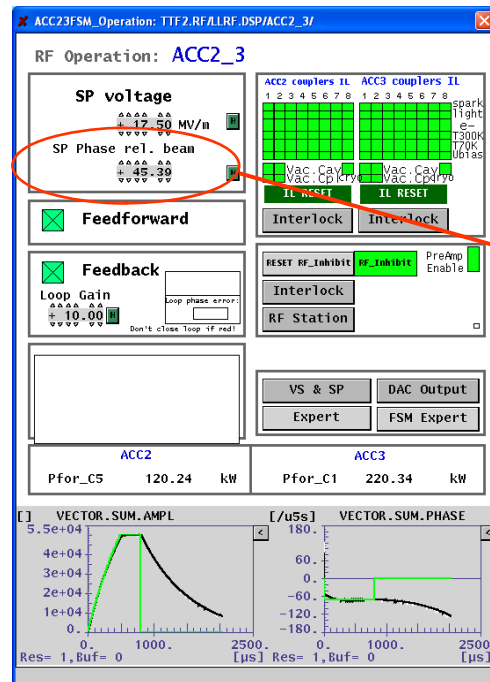 ACC23FSM_Operation: TTF2.RF/LLRF.DSP/ACC2_3/
RF Operation: ACC2_3
SP voltage
+ 17.50 MV/m H
SP Phase rel. beam
+ 45.39 H
Feedforward
Feedback
Loop Gain
+ 10.00 H
Loop phase error:
Don't close loop if red!
ACC2 couplers IL ACC3 couplers IL
1 2 3 4 5 6 7 8 1 2 3 4 5 6 7 8
spark
light
e-
T300K
T70K
Ubias
Vac.Cav Vac.Cav
Vac.Cp cryo Vac.Cp cryo
IL RESET IL RESET
Interlock Interlock
RESET RF_Inhibit RF_Inhibit PreAmp
Enable
Interlock
RF Station
VS & SP DAC Output
Expert FSM Expert
ACC2 ACC3
Pfor_C5 120.24 kW Pfor_C1 220.34 kW
[] VECTOR.SUM.AMPL
5.5e+04 <
4e+04
3e+04
2e+04
1e+04
0.
0. 1000. 2500.
Res= 1,Buf= 0 [µs]
[/u5s] VECTOR.SUM.PHASE
180. <
60.
0.
-60.
-120.
-180.
0. 1000. 2500
Res= 1,Buf= 0 [µs]